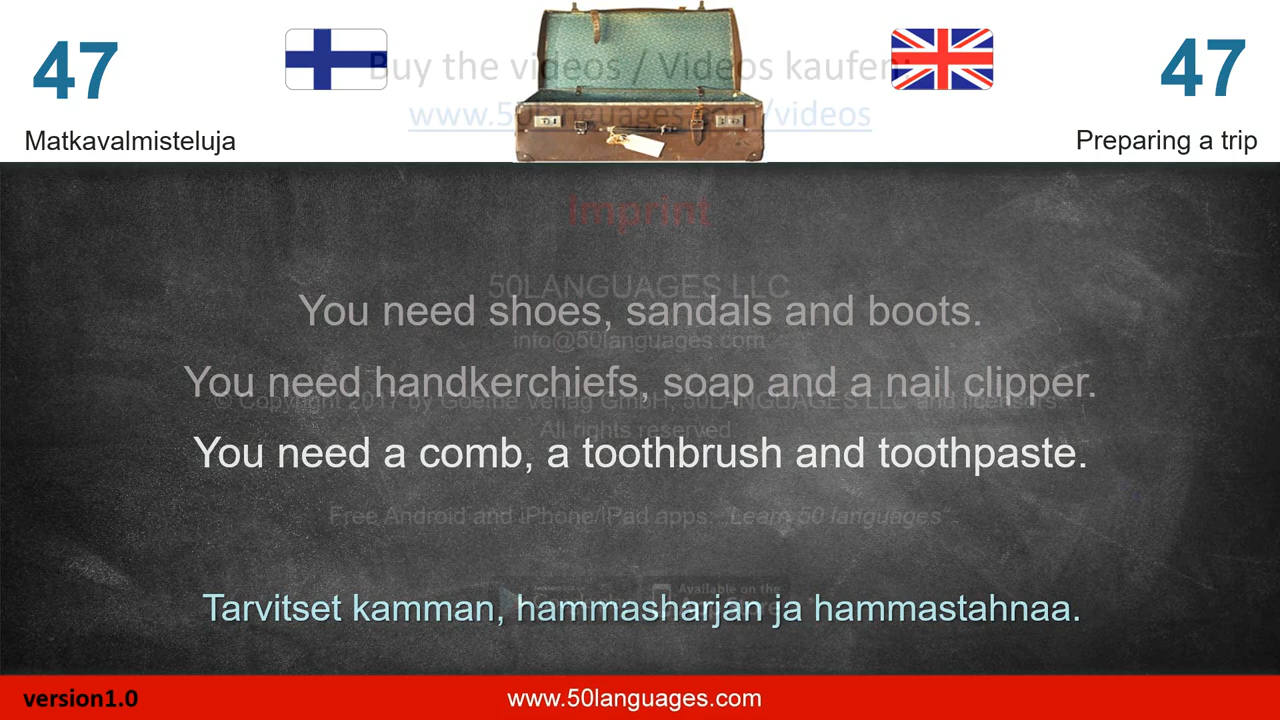 47
47
Buy the videos / Videos kaufen:
www.50languages.com/videos
Matkavalmisteluja
Preparing a trip
Imprint
50LANGUAGES LLC
You need shoes, sandals and boots.
info@50languages.com
You need handkerchiefs, soap and a nail clipper.
© Copyright 2017 by Goethe Verlag GmbH, 50LANGUAGES LLC and licensors.
All rights reserved
You need a comb, a toothbrush and toothpaste.
Free Android and iPhone/iPad apps: „Learn 50 languages“
Available on the
Tarvitset kamman, hammasharjan ja hammastahnaa.
version1.0
www.50languages.com